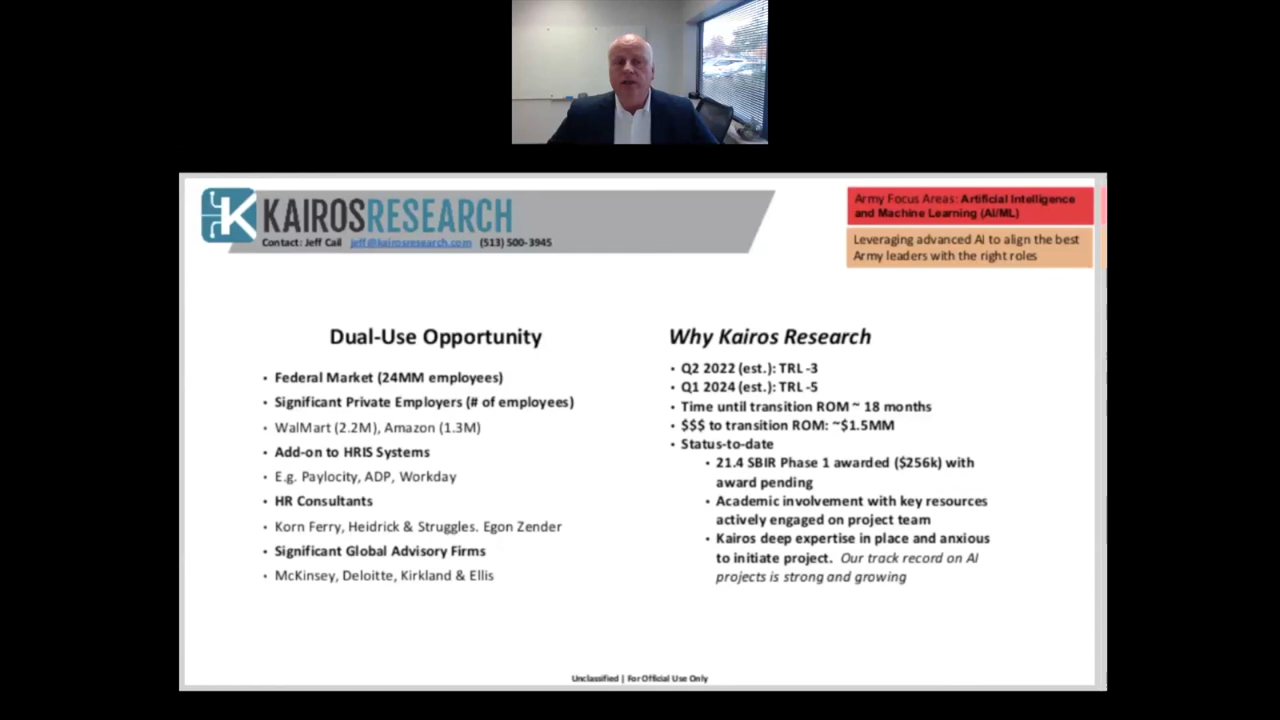 KAIROSRESEARCH
Contact: Jeff Cail jeff@kairosresearch.com (513) 500-3945
Army Focus Areas: Artificial Intelligence
and Machine Learning (AI/ML)
Leveraging advanced AI to align the best
Army leaders with the right roles
Dual-Use Opportunity
• Federal Market (24MM employees)
• Significant Private Employers (# of employees)
• WalMart (2.2M), Amazon (1.3M)
• Add-on to HRIS Systems
• E.g. Paylocity, ADP, Workday
• HR Consultants
• Korn Ferry, Heidrick & Struggles. Egon Zender
• Significant Global Advisory Firms
• McKinsey, Deloitte, Kirkland & Ellis
Why Kairos Research
• Q2 2022 (est.): TRL -3
• Q1 2024 (est.): TRL -5
• Time until transition ROM ~ 18 months
• $$$ to transition ROM: ~$1.5MM
• Status-to-date
• 21.4 SBIR Phase 1 awarded ($256k) with
award pending
• Academic involvement with key resources
actively engaged on project team
• Kairos deep expertise in place and anxious
to initiate project. Our track record on AI
projects is strong and growing
Unclassified | For Official Use Only